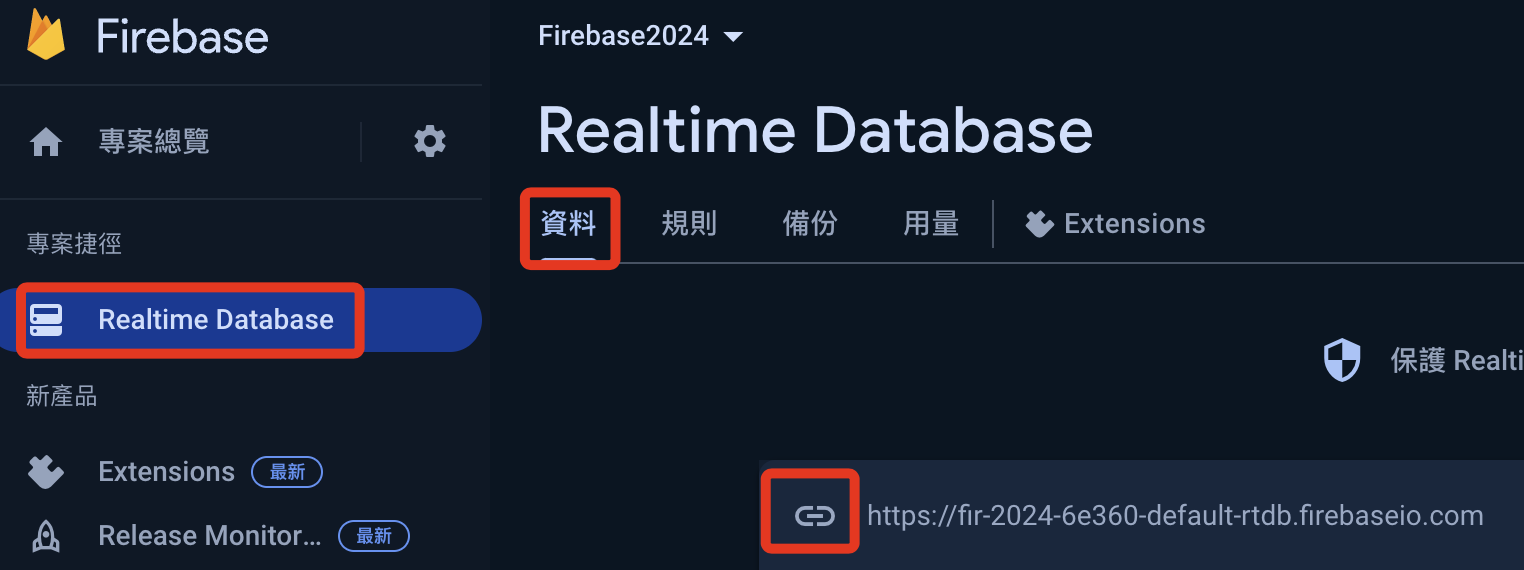 Firebase
專案總覽
專案捷徑
Realtime Database
新產品
Extensions 最新
Release Monitor... 最新
Firebase2024
Realtime Database
資料 規則 備份 用量 Extensions
保護 Realti
https://fir-2024-6e360-default-rtdb.firebaseio.com